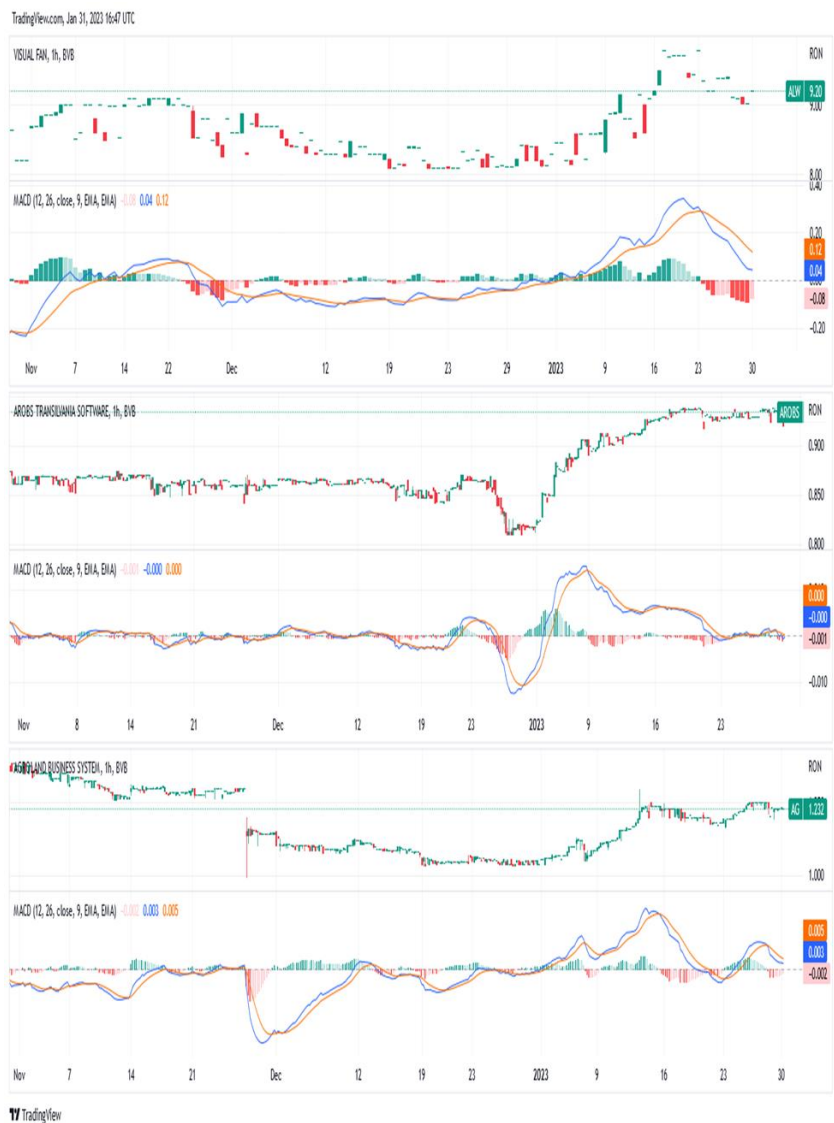 TradingView.com, Jan 31, 2023 16:47 UTC
VISUAL FAN, 1h, BVB
RON
ALW 9.20
9.00
8.00
MACD (12, 26, close, 9, EMA, EMA) -0.08 0.04 0.12
0.40
0.20
0.12
0.04
-0.08
-0.20
Nov 7 14 22 Dec 12 19 23 29 2023 9 16 23 30
AROBS TRANSILVANIA SOFTWARE, 1h, BVB
RON
AROBS
0.900
0.850
0.800
MACD (12, 26, close, 9, EMA, EMA) -0.001 -0.000 0.000
0.000
-0.000
-0.001
-0.010
Nov 8 14 21 Dec 12 19 23 2023 9 16 23
AGROLAND BUSINESS SYSTEM, 1h, BVB
RON
AG 1.232
1.000
MACD (12, 26, close, 9, EMA, EMA) -0.002 0.003 0.005
0.005
0.003
-0.002
Nov 7 14 21 Dec 12 19 23 2023 9 16 23 30
TradingView